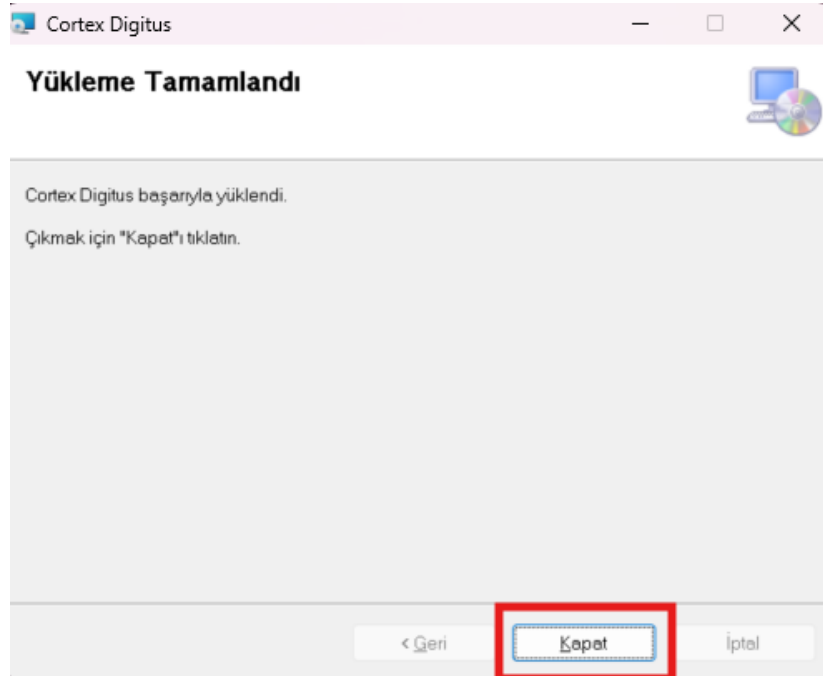 Cortex Digitus
Yükleme Tamamlandı
Cortex Digitus başarıyla yüklendi.
Çıkmak için "Kapat"ı tıklatın.
< Geri
Kapat
İptal